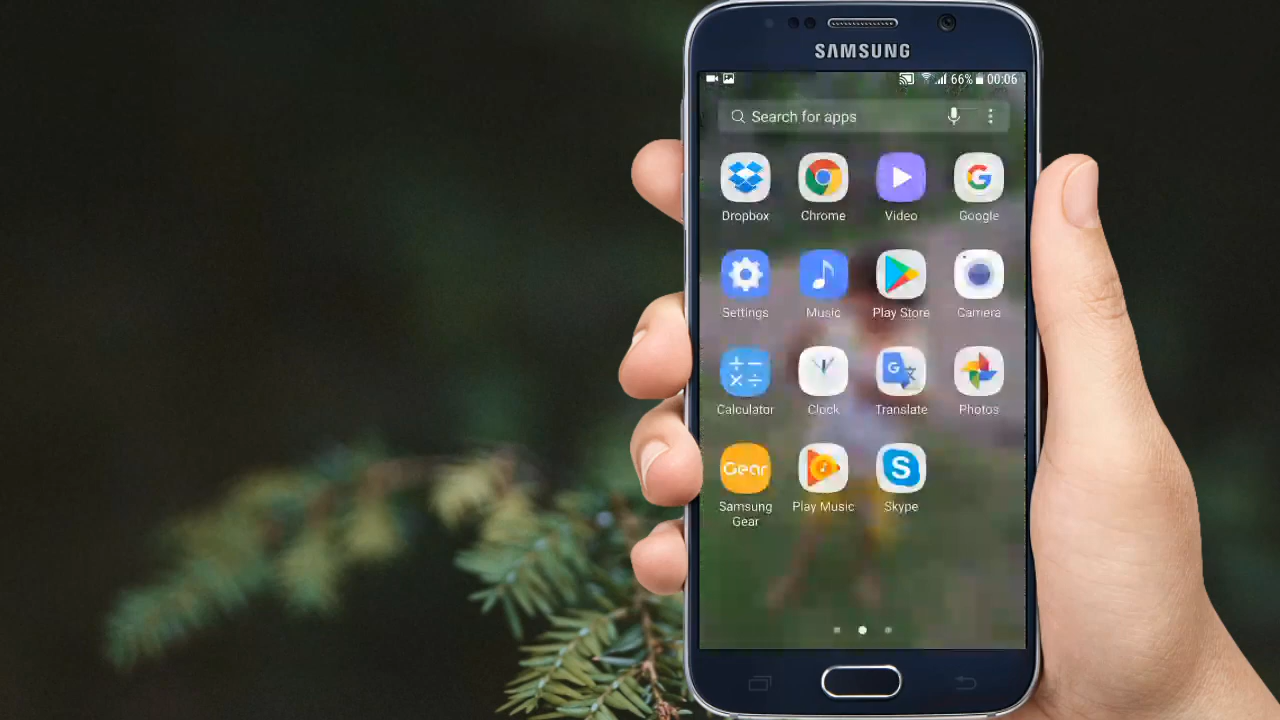 SAMSUNG
66% 00:06
Search for apps
Dropbox Chrome Video Google
Settings Music Play Store Camera
Calculator Clock Translate Photos
Gear
Samsung Gear Play Music Skype